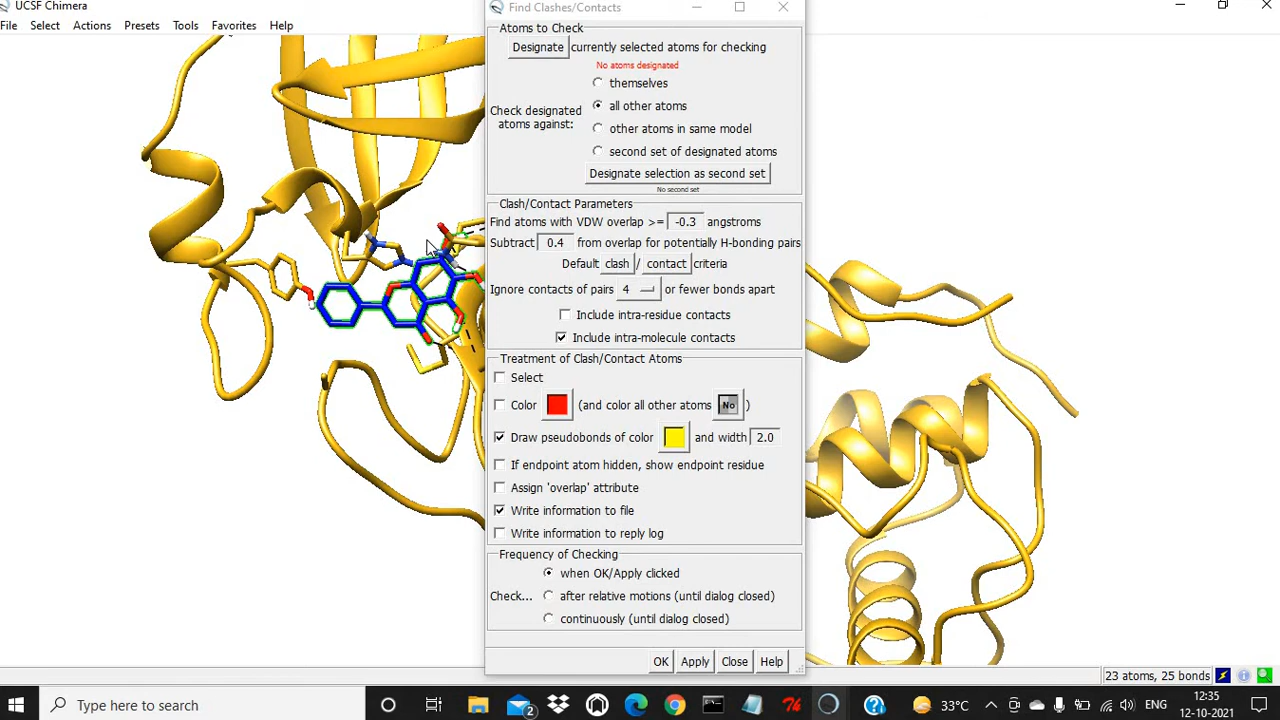 UCSF Chimera
File Select Actions Presets Tools Favorites Help
Find Clashes/Contacts
Atoms to Check
Designate currently selected atoms for checking
No atoms designated
Check designated atoms against:
themselves
all other atoms
other atoms in same model
second set of designated atoms
Designate selection as second set
No second set
Clash/Contact Parameters
Find atoms with VDW overlap >= -0.3 angstroms
Subtract 0.4 from overlap for potentially H-bonding pairs
Default clash / contact criteria
Ignore contacts of pairs 4 or fewer bonds apart
Include intra-residue contacts
Include intra-molecule contacts
Treatment of Clash/Contact Atoms
Select
Color (and color all other atoms No )
Draw pseudobonds of color and width 2.0
If endpoint atom hidden, show endpoint residue
Assign 'overlap' attribute
Write information to file
Write information to reply log
Frequency of Checking
Check...
when OK/Apply clicked
after relative motions (until dialog closed)
continuously (until dialog closed)
OK Apply Close Help
23 atoms, 25 bonds
Type here to search
2
33°C
ENG
12:35
12-10-2021